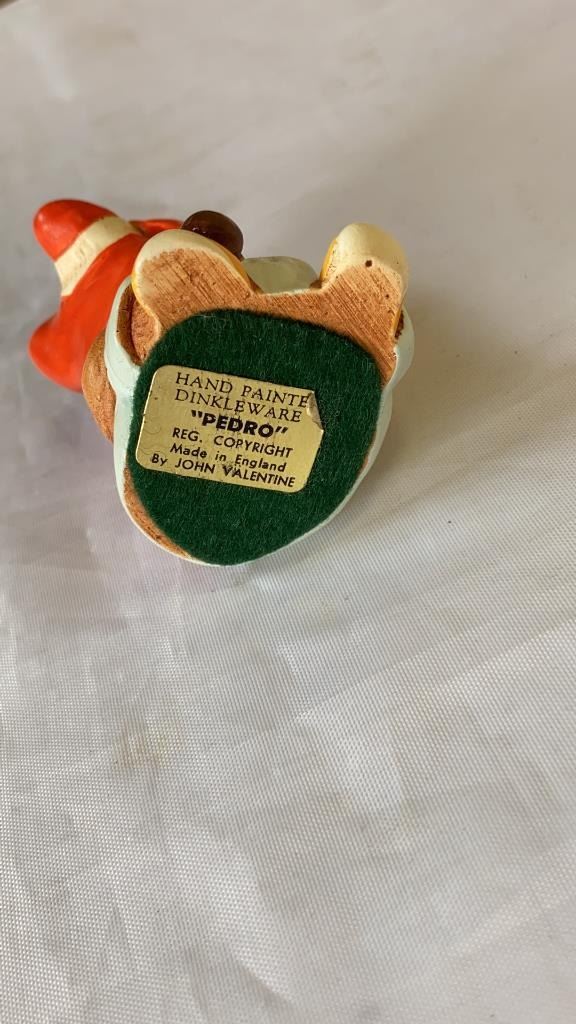 HAND PAINTE
DINKLEWARE
"PEDRO"
REG. COPYRIGHT
Made in England
By JOHN VALENTINE